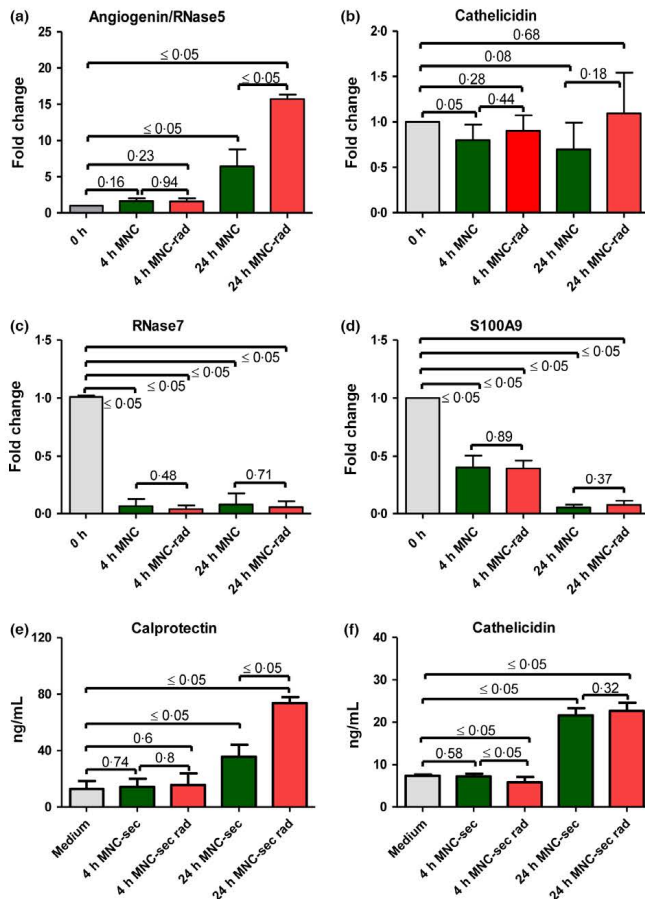 (a)
Angiogenin/RNase5
Fold change
25
20
15
10
5
0
≤ 0·05
≤ 0·05
≤ 0·05
0·23
0·16
0·94
0 h
4 h MNC
4 h MNC-rad
24 h MNC
24 h MNC-rad
(b)
Cathelicidin
Fold change
2·0
1·5
1·0
0·5
0·0
0·68
0·08
0·28
0·18
0·05
0·44
0 h
4 h MNC
4 h MNC-rad
24 h MNC
24 h MNC-rad
(c)
RNase7
Fold change
1·5
1·0
0·5
0·0
≤ 0·05
≤ 0·05
≤ 0·05
≤ 0·05
0·48
0·71
0 h
4 h MNC
4 h MNC-rad
24 h MNC
24 h MNC-rad
(d)
S100A9
Fold change
1·5
1·0
0·5
0·0
≤ 0·05
≤ 0·05
≤ 0·05
≤ 0·05
0·89
0·37
0 h
4 h MNC
4 h MNC-rad
24 h MNC
24 h MNC-rad
(e)
Calprotectin
ng/mL
120
80
40
0
≤ 0·05
≤ 0·05
≤ 0·05
0·6
0·74
0·8
Medium
4 h MNC-sec
4 h MNC-sec rad
24 h MNC-sec
24 h MNC-sec rad
(f)
Cathelicidin
ng/mL
40
30
20
10
0
≤ 0·05
≤ 0·05
0·32
≤ 0·05
0·58
≤ 0·05
Medium
4 h MNC-sec
4 h MNC-sec rad
24 h MNC-sec
24 h MNC-sec rad